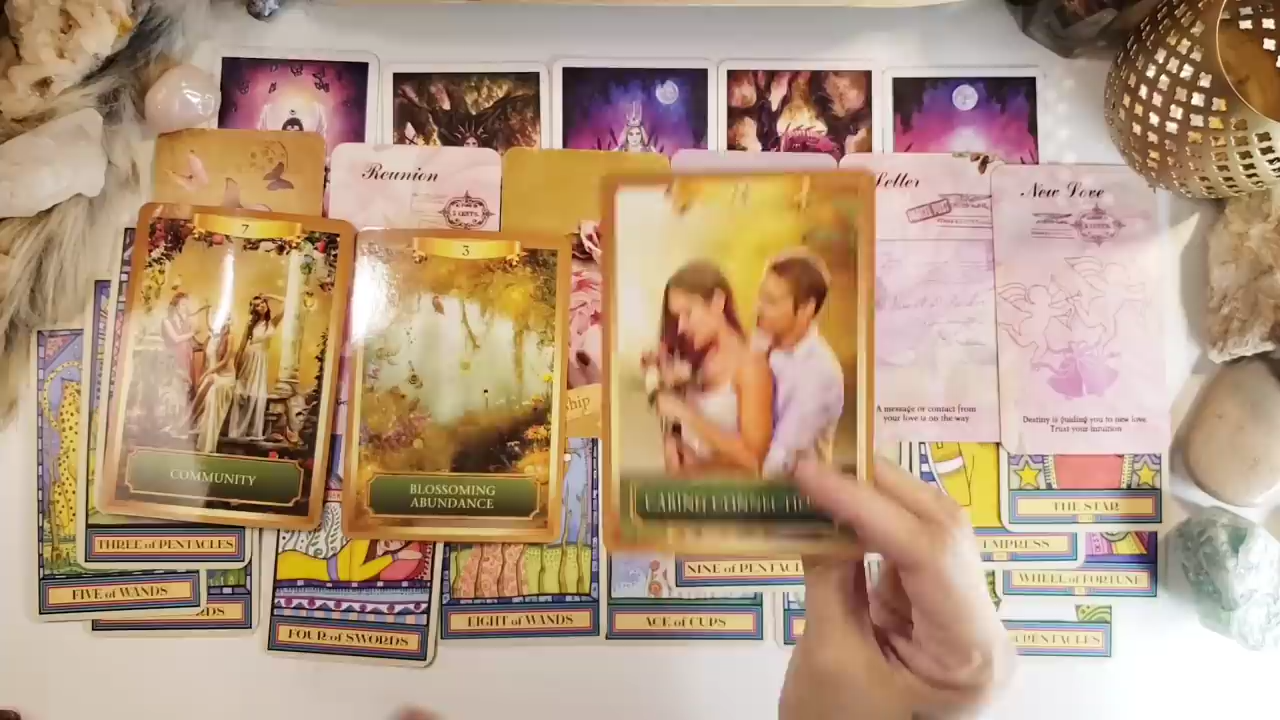 Reunion
5 CENTS.
Letter
New Love
7
3
COMMUNITY
BLOSSOMING
ABUNDANCE
A message or contact from
your love is on the way
Destiny is guiding you to new love
Trust your intuition
THE STAR
THREE of PENTACLES
NINE of
EMPRESS
WHEEL of FORTUNE
FIVE of WANDS
FOUR of SWORDS
EIGHT of WANDS
ACE of CUPS
PENTACLES